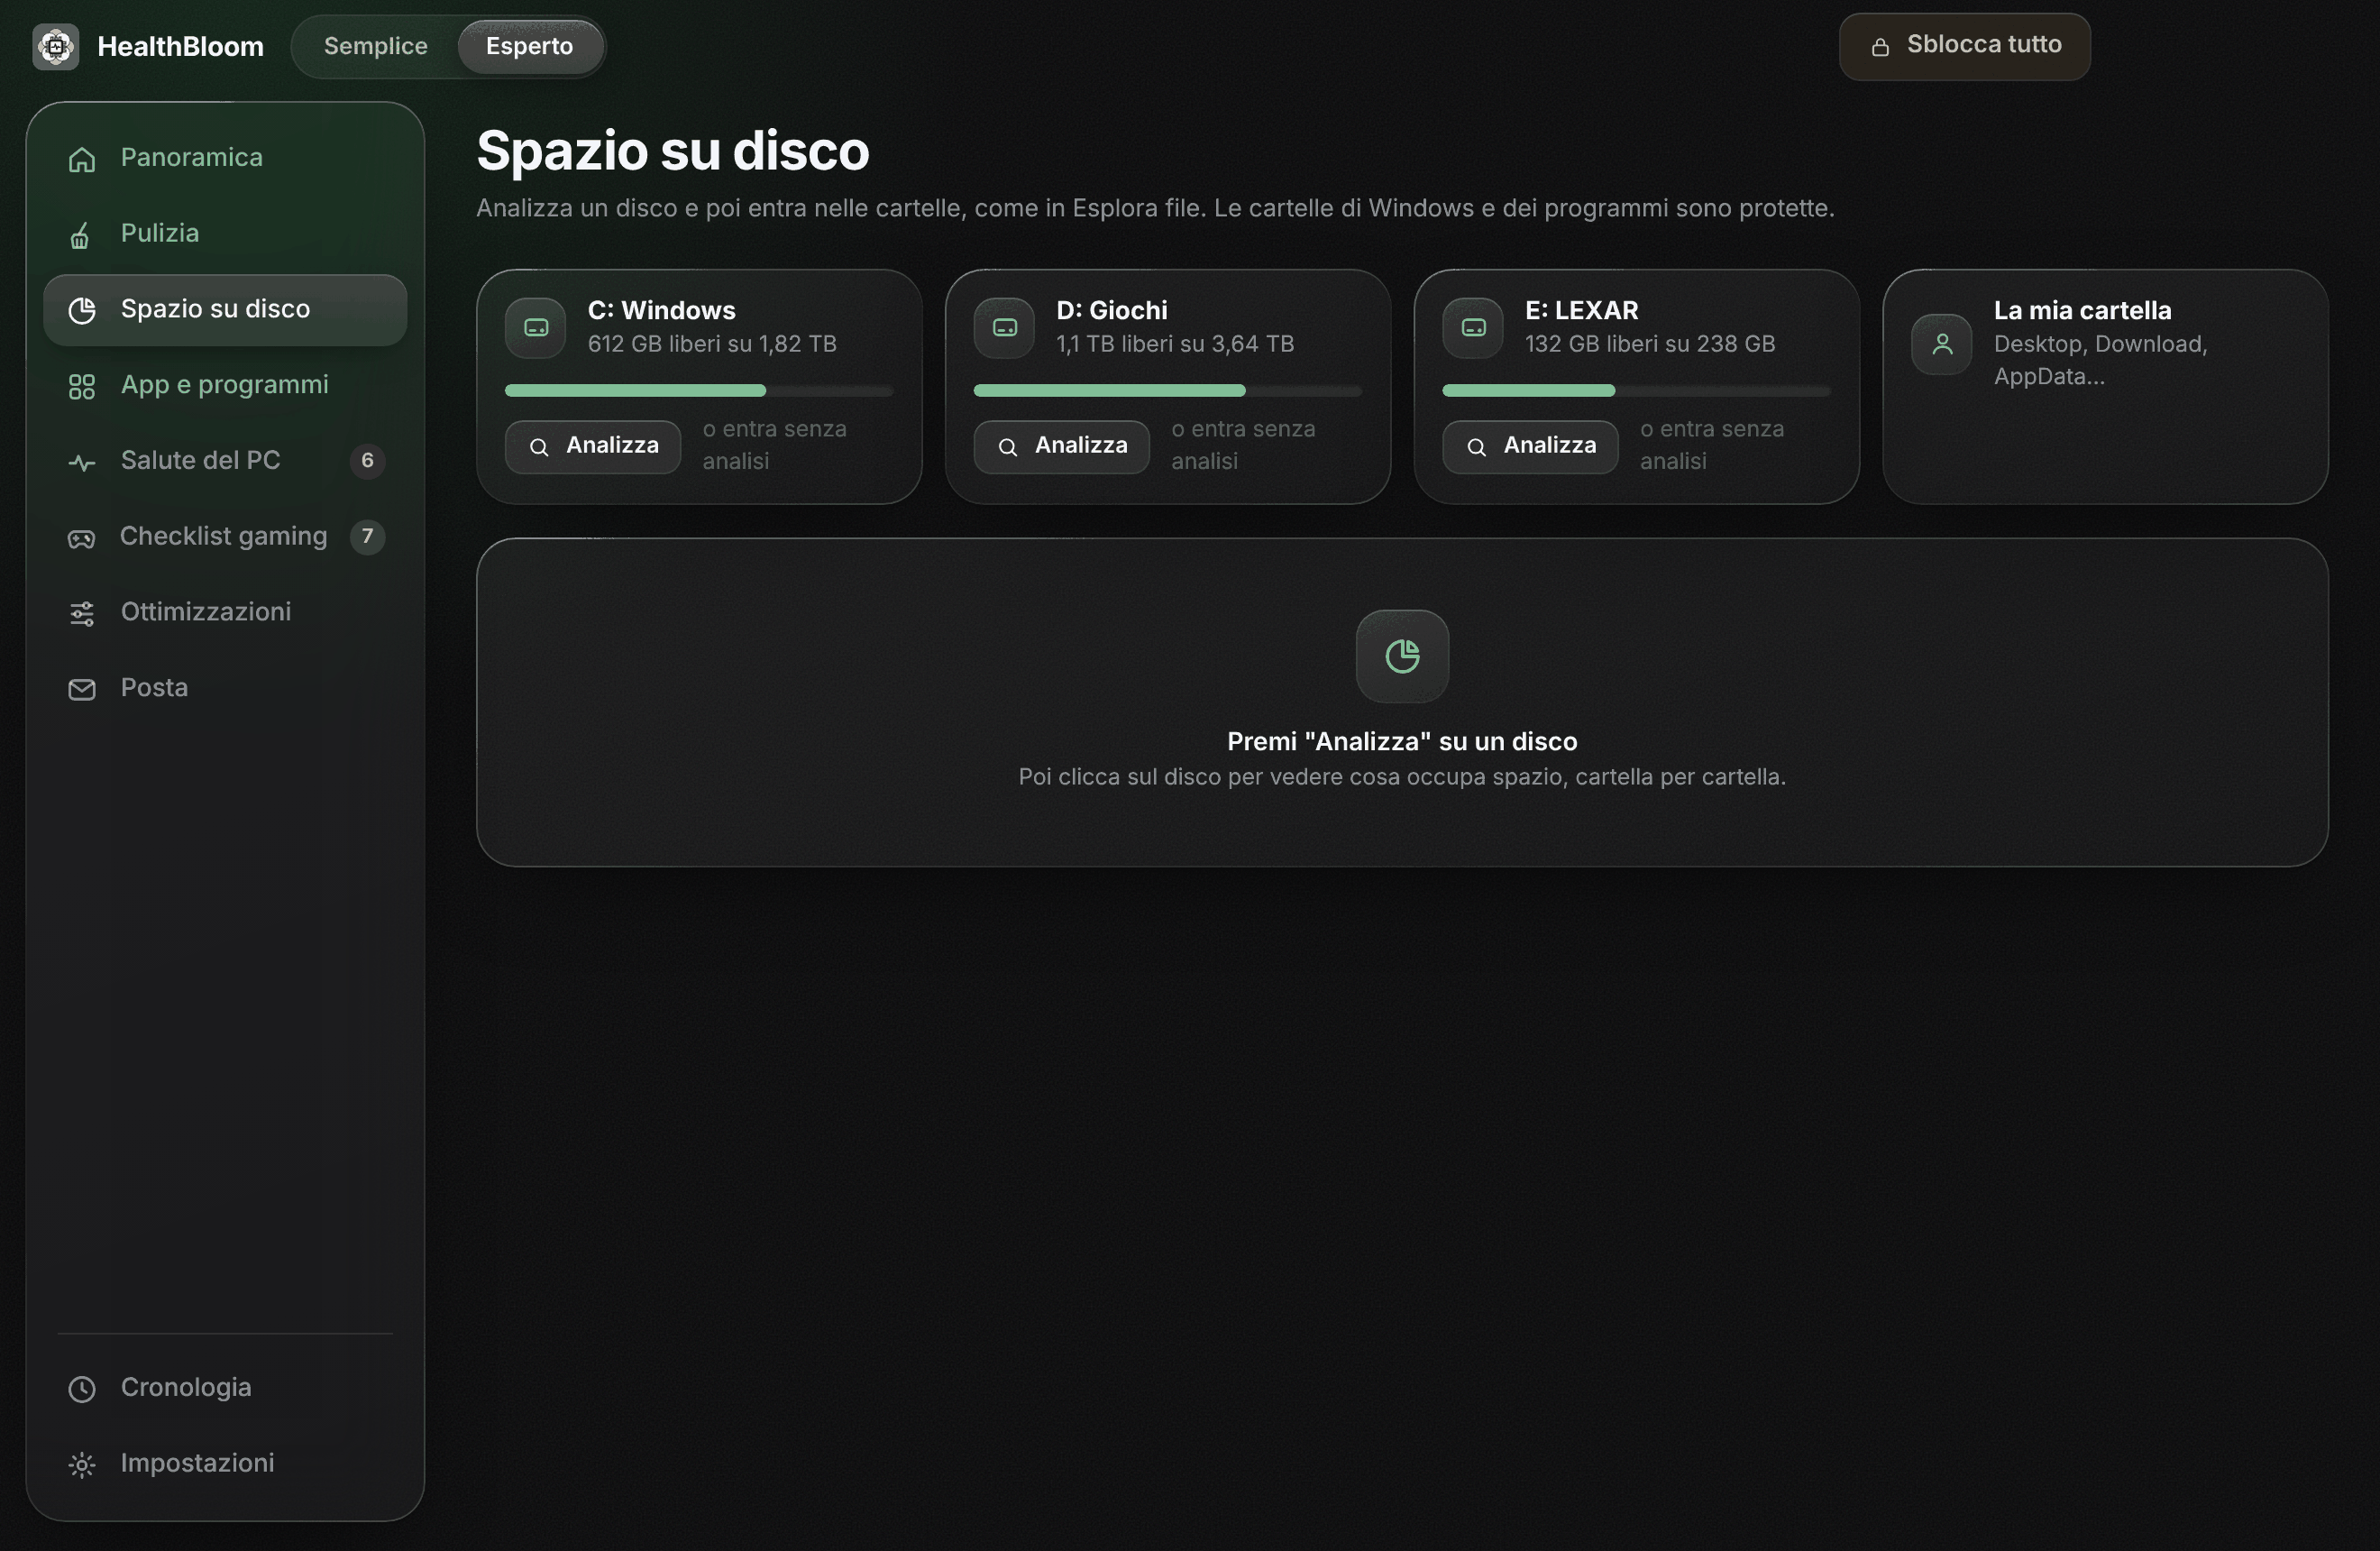 HealthBloom
Semplice
Esperto
Sblocca tutto
Panoramica
Pulizia
Spazio su disco
App e programmi
Salute del PC
6
Checklist gaming
7
Ottimizzazioni
Posta
Cronologia
Impostazioni
Spazio su disco
Analizza un disco e poi entra nelle cartelle, come in Esplora file. Le cartelle di Windows e dei programmi sono protette.
C: Windows
612 GB liberi su 1,82 TB
Analizza
o entra senza
analisi
D: Giochi
1,1 TB liberi su 3,64 TB
Analizza
o entra senza
analisi
E: LEXAR
132 GB liberi su 238 GB
Analizza
o entra senza
analisi
La mia cartella
Desktop, Download,
AppData...
Premi "Analizza" su un disco
Poi clicca sul disco per vedere cosa occupa spazio, cartella per cartella.